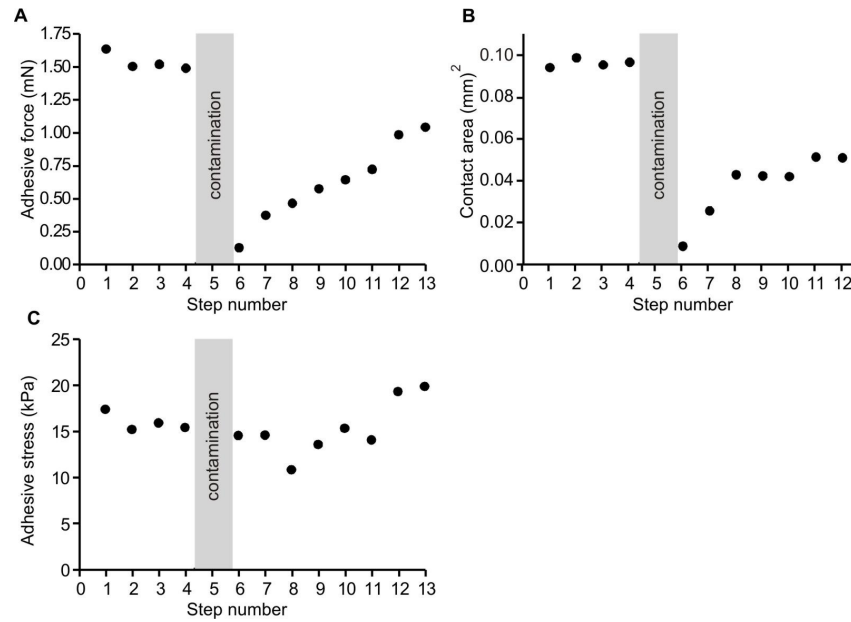 A
1.75
1.50
1.25
1.00
0.75
0.50
0.25
0.00
Adhesive force (mN)
contamination
0 1 2 3 4 5 6 7 8 9 10 11 12 13
Step number
B
0.10
0.08
0.06
0.04
0.02
0.00
Contact area (mm)²
contamination
0 1 2 3 4 5 6 7 8 9 10 11 12
Step number
C
25
20
15
10
5
0
Adhesive stress (kPa)
contamination
0 1 2 3 4 5 6 7 8 9 10 11 12 13
Step number